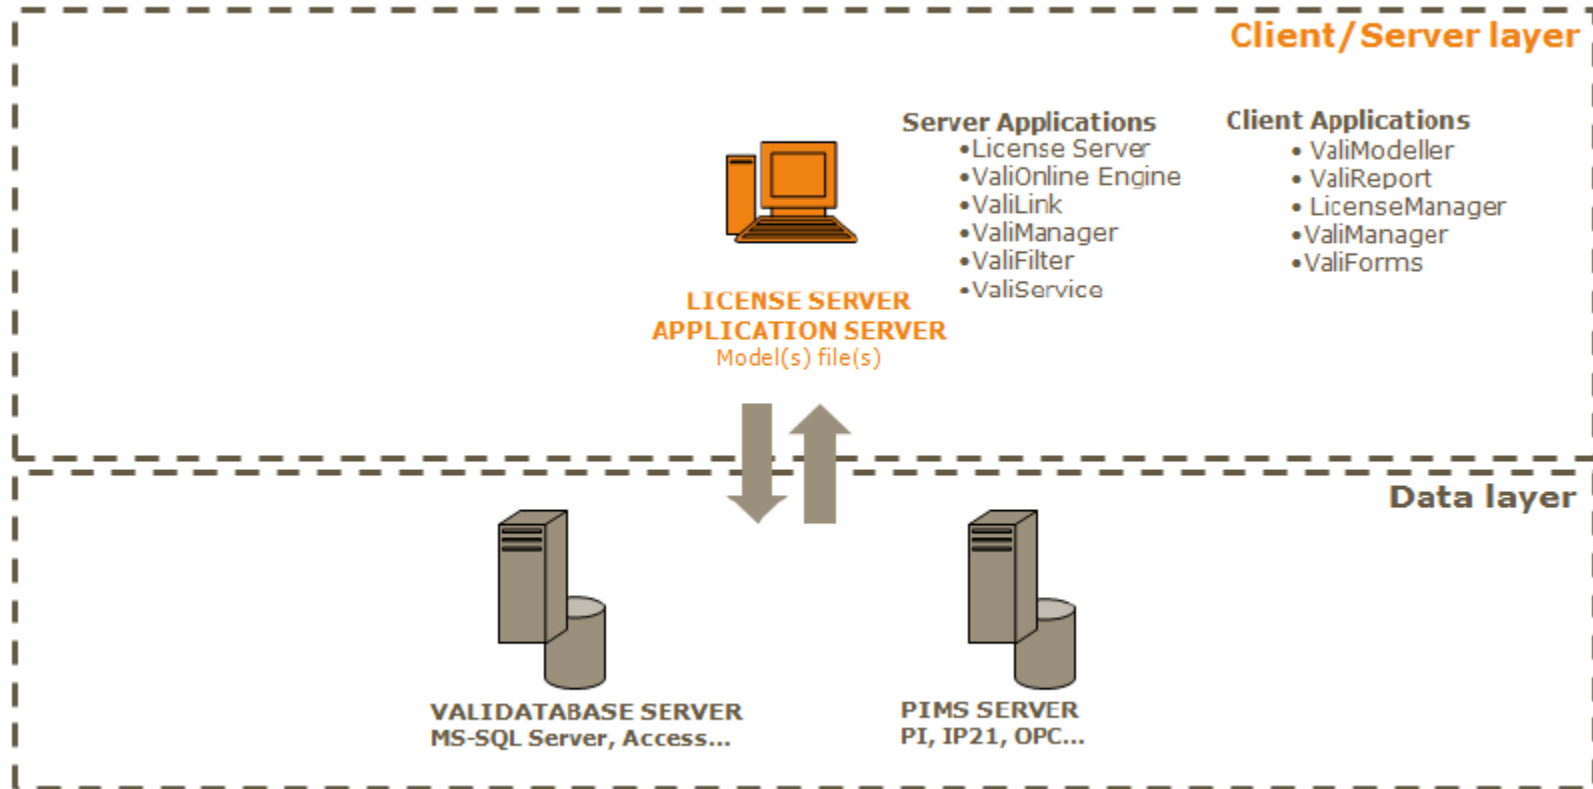 Client/Server layer
Server Applications
•License Server
•ValiOnline Engine
•ValiLink
•ValiManager
•ValiFilter
•ValiService
Client Applications
• ValiModeller
• ValiReport
• LicenseManager
•ValiManager
•ValiForms
LICENSE SERVER
APPLICATION SERVER
Model(s) file(s)
Data layer
VALIDATABASE SERVER
MS-SQL Server, Access...
PIMS SERVER
PI, IP21, OPC...